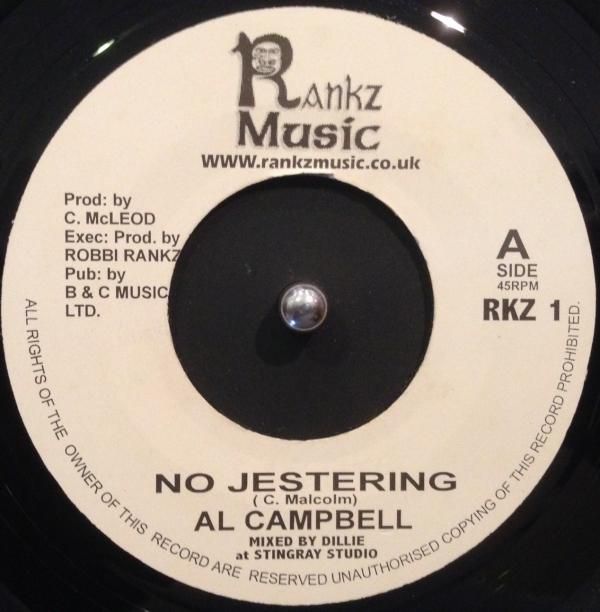 Rankz
Music
www.rankzmusic.co.uk
Prod: by
C. McLEOD
Exec: Prod. by
ROBBI RANKZ
Pub: by
B & C MUSIC
LTD.
A
SIDE
45RPM
RKZ 1
NO JESTERING
( C. Malcolm)
AL CAMPBELL
MIXED BY DILLIE
at STINGRAY STUDIO
ALL RIGHTS OF THE OWNER OF THIS RECORD ARE RESERVED UNAUTHORISED COPYING OF THIS RECORD PROHIBITED.